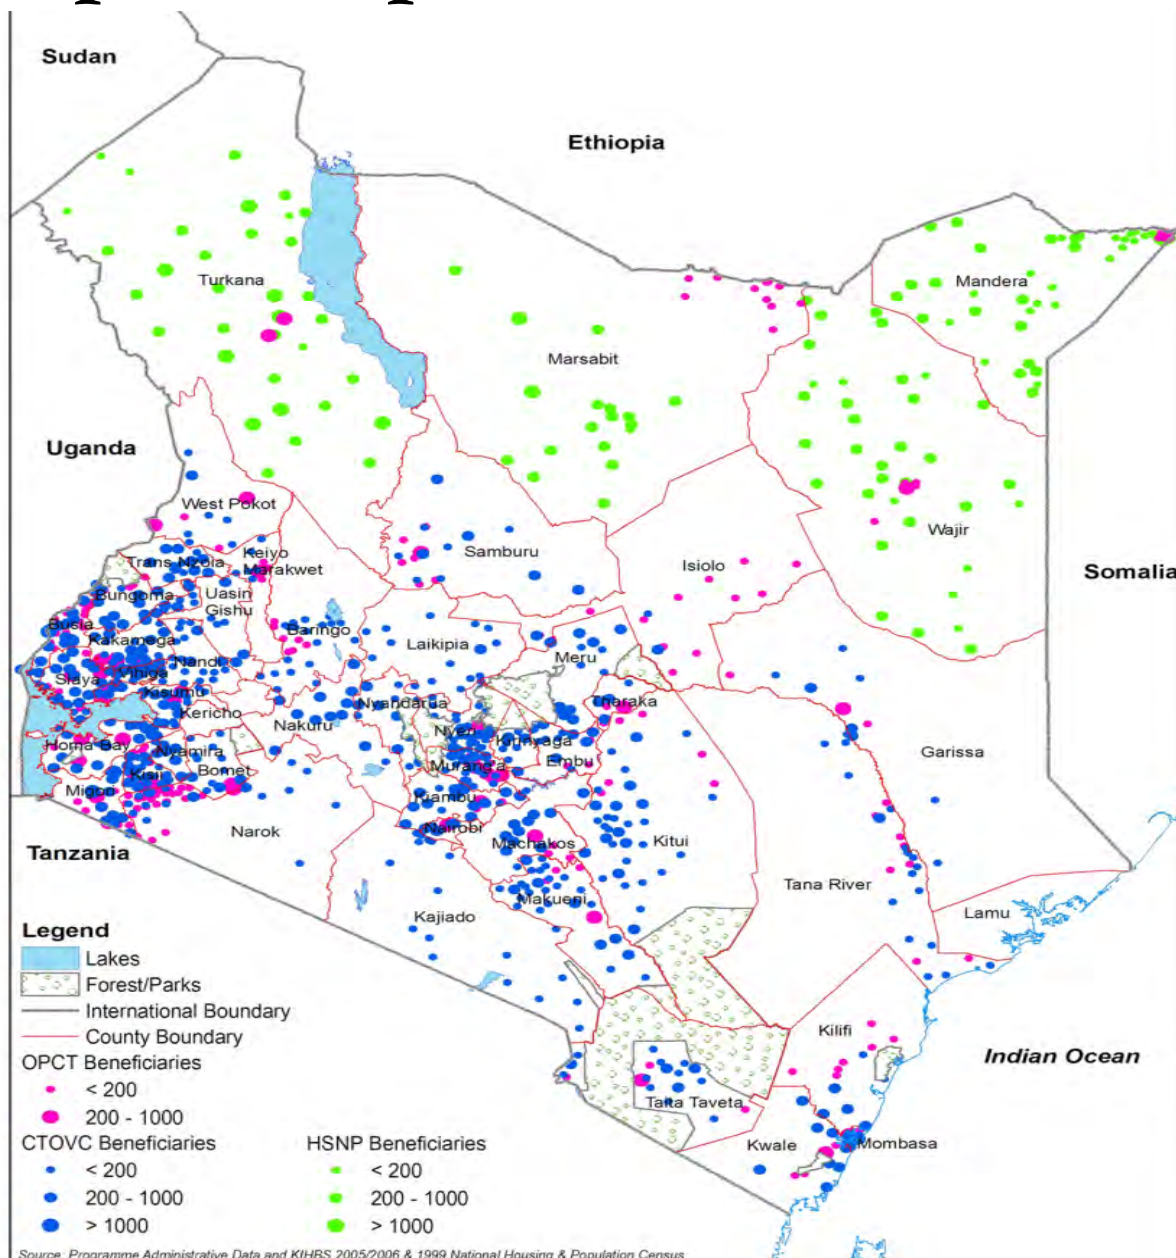 Sudan
Ethiopia
Turkana
Mandera
Marsabit
Uganda
West Pokot
Wajir
Samburu
Isiolo
Somalia
Trans Nzoia
Keiyo
Marakwet
Bungoma
Uasin
Gishu
Busia
Baringo
Kakamega
Laikipia
Meru
Nandi
Vihiga
Siaya
Kisumu
Tharaka
Nyandarua
Kericho
Nakuru
Nyeri
Kirinyaga
Garissa
Homa Bay
Nyamira
Embu
Murang'a
Bomet
Kisii
Migori
Kiambu
Narok
Nairobi
Machakos
Kitui
Tanzania
Tana River
Makueni
Lamu
Kajiado
Legend
Lakes
Forest/Parks
International Boundary
County Boundary
Kilifi
Indian Ocean
OPCT Beneficiaries
< 200
200 - 1000
Taita Taveta
Kwale
Mombasa
CTOVC Beneficiaries
< 200
200 - 1000
> 1000
HSNP Beneficiaries
< 200
200 - 1000
> 1000
Source: Programme Administrative Data and KIHBS 2005/2006 & 1999 National Housing & Population Census